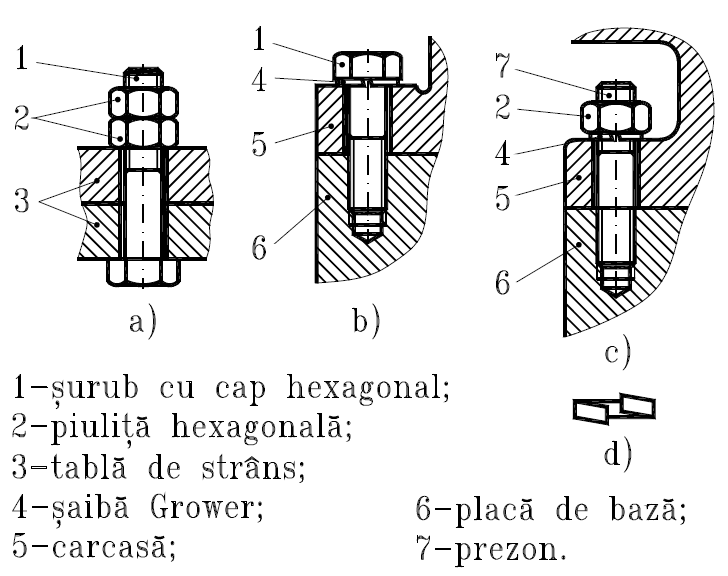 1
2
3
a)
1
4
5
6
b)
7
2
4
5
6
c)
d)
1-șurub cu cap hexagonal;
2-piuliță hexagonală;
3-tablă de strâns;
4-șaibă Grower;
5-carcasă;
6-placă de bază;
7-prezon.